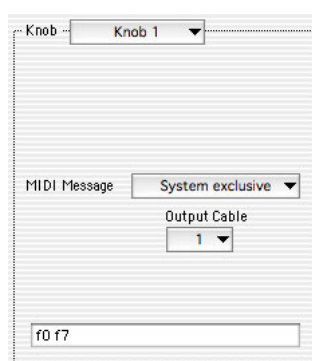 Knob Knob 1
MIDI Message System exclusive
Output Cable
1
f0 f7